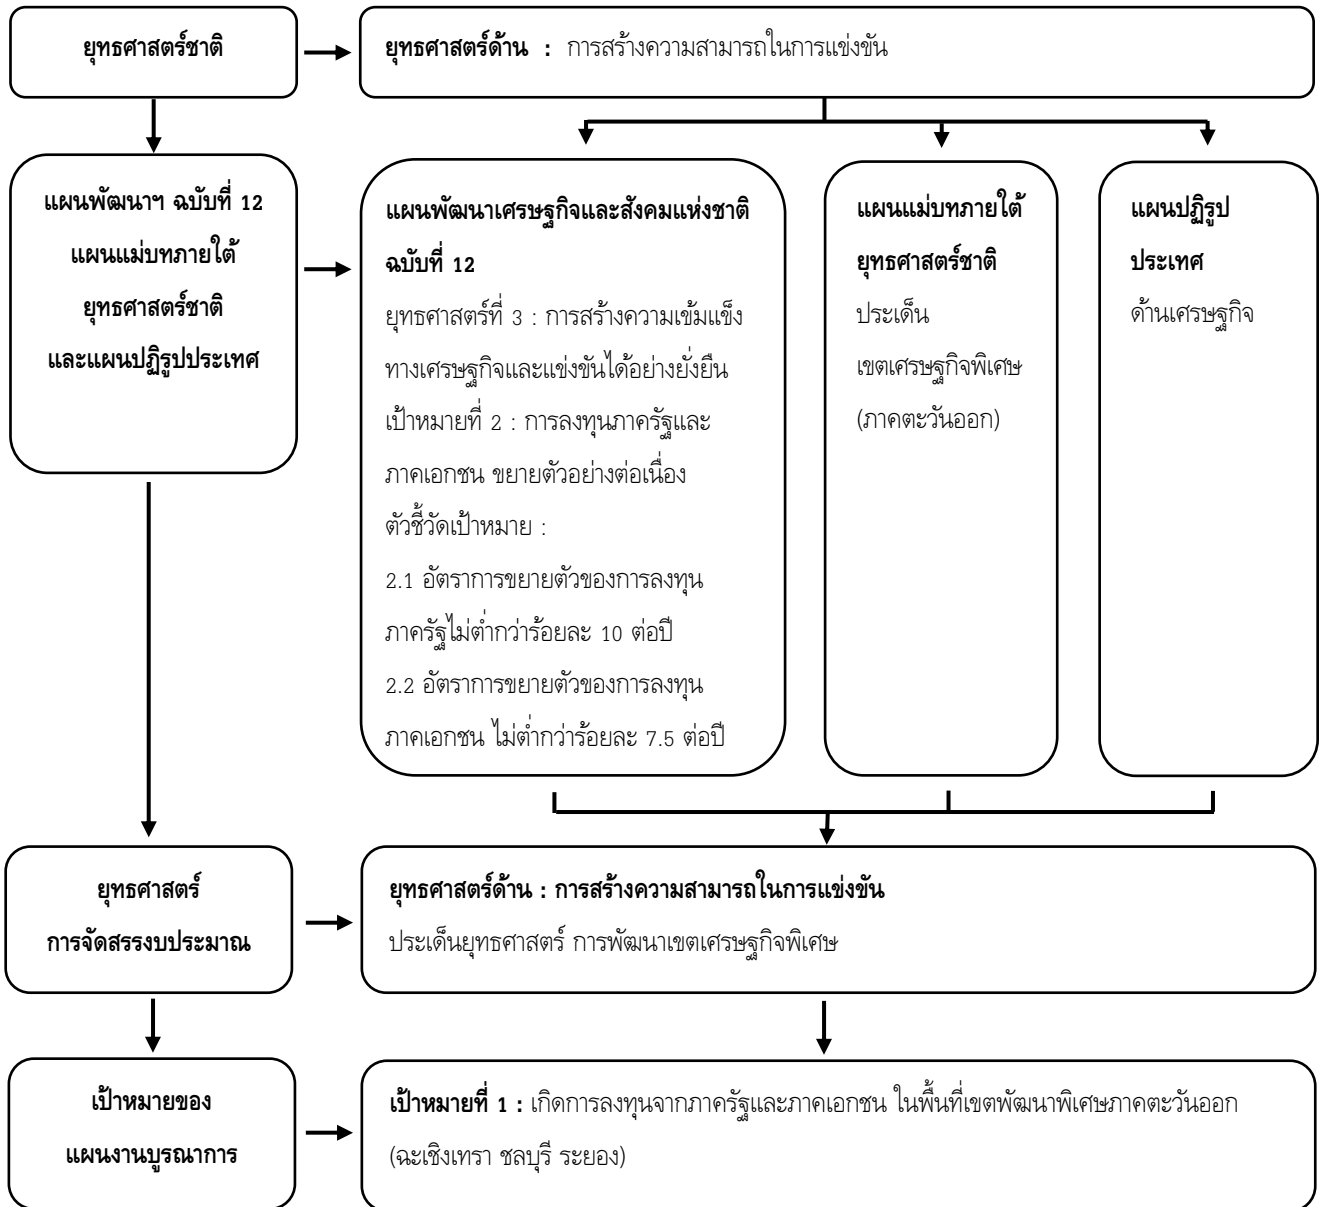 ยุทธศาสตร์ชาติ
ยุทธศาสตร์ด้าน : การสร้างความสามารถในการแข่งขัน
แผนพัฒนาฯ ฉบับที่ 12
แผนแม่บทภายใต้
ยุทธศาสตร์ชาติ
และแผนปฏิรูปประเทศ
แผนพัฒนาเศรษฐกิจและสังคมแห่งชาติ
ฉบับที่ 12
ยุทธศาสตร์ที่ 3 : การสร้างความเข้มแข็ง
ทางเศรษฐกิจและแข่งขันได้อย่างยั่งยืน
เป้าหมายที่ 2 : การลงทุนภาครัฐและ
ภาคเอกชน ขยายตัวอย่างต่อเนื่อง
ตัวชี้วัดเป้าหมาย :
2.1 อัตราการขยายตัวของการลงทุน
ภาครัฐไม่ต่ำกว่าร้อยละ 10 ต่อปี
2.2 อัตราการขยายตัวของการลงทุน
ภาคเอกชน ไม่ต่ำกว่าร้อยละ 7.5 ต่อปี
แผนแม่บทภายใต้
ยุทธศาสตร์ชาติ
ประเด็น
เขตเศรษฐกิจพิเศษ
(ภาคตะวันออก)
แผนปฏิรูป
ประเทศ
ด้านเศรษฐกิจ
ยุทธศาสตร์
การจัดสรรงบประมาณ
ยุทธศาสตร์ด้าน : การสร้างความสามารถในการแข่งขัน
ประเด็นยุทธศาสตร์ การพัฒนาเขตเศรษฐกิจพิเศษ
เป้าหมายของ
แผนงานบูรณาการ
เป้าหมายที่ 1 : เกิดการลงทุนจากภาครัฐและภาคเอกชน ในพื้นที่เขตพัฒนาพิเศษภาคตะวันออก
(ฉะเชิงเทรา ชลบุรี ระยอง)